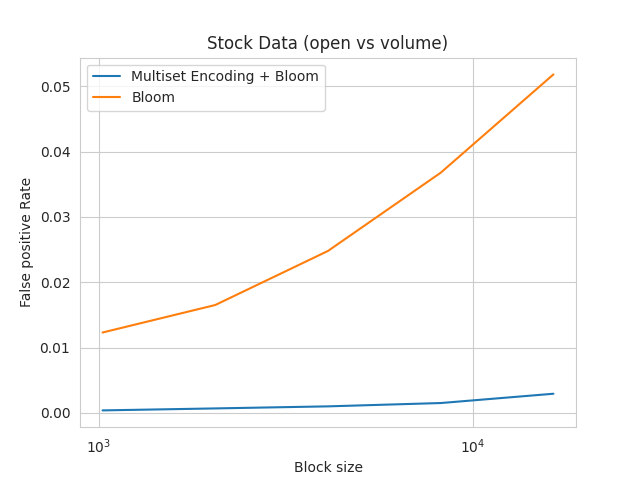 Stock Data (open vs volume)
Multiset Encoding + Bloom
Bloom
False positive Rate
0.05
0.04
0.03
0.02
0.01
0.00
10³
10⁴
Block size